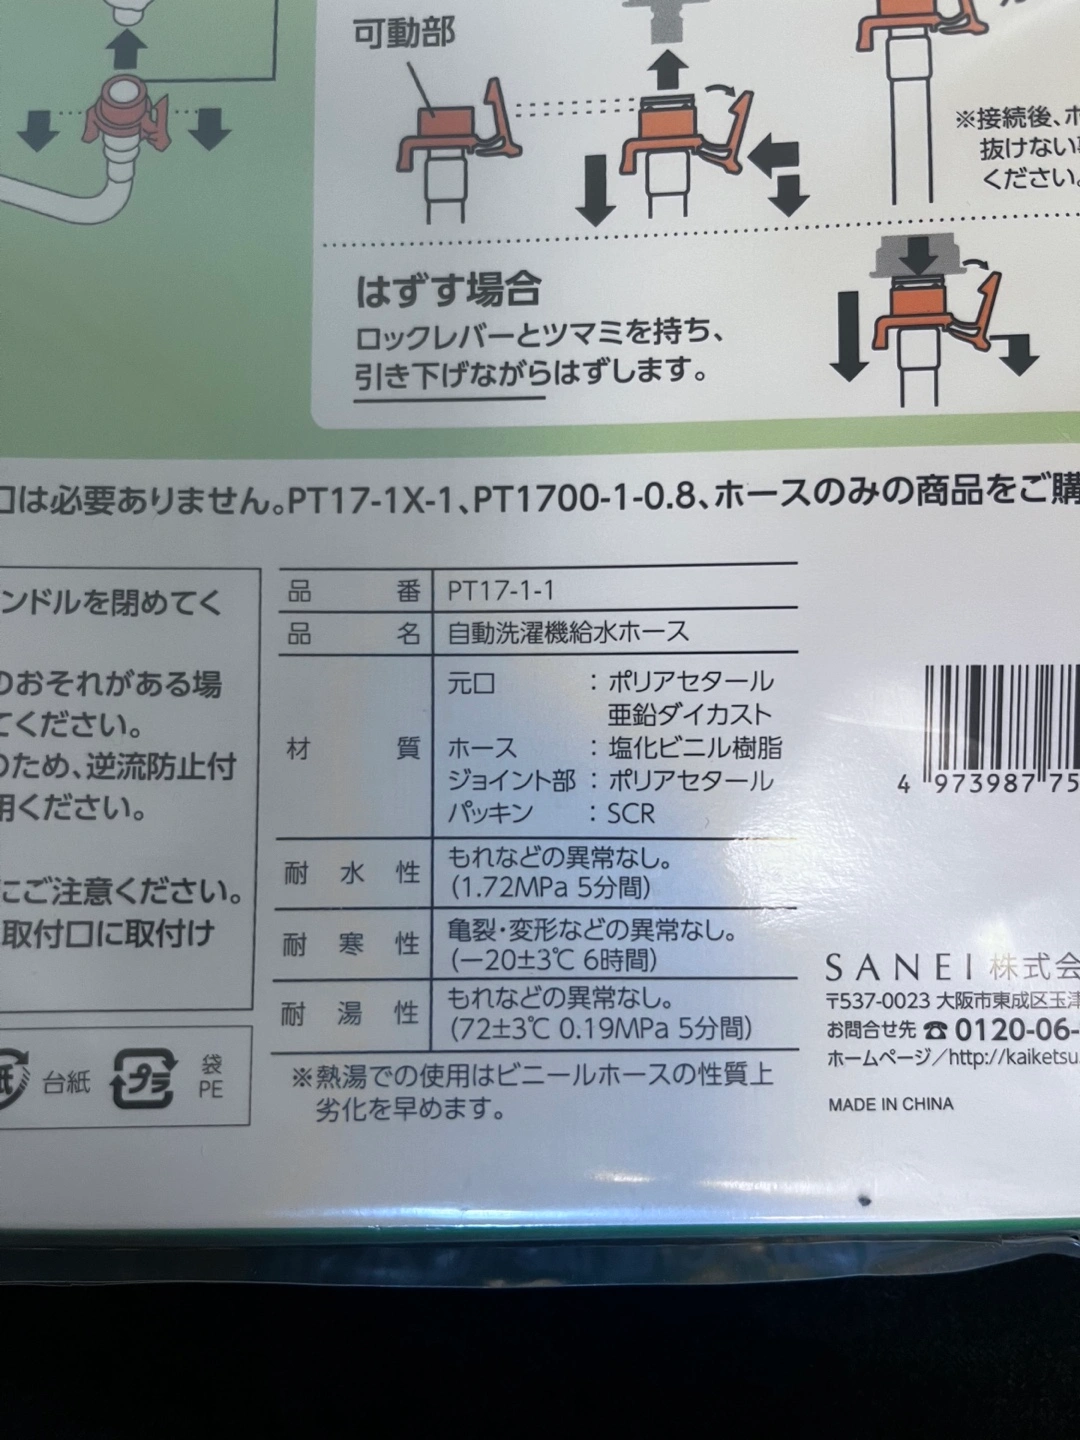 可動部
※接続後、ホ
抜けない
ください。
はずす場合
ロックレバーとツマミを持ち、
引き下げながらはずします。
口は必要ありません。PT17-1X-1、PT1700-1-0.8、ホースのみの商品をご購
ンドルを閉めてく
のおそれがある場
てください。
のため、逆流防止付
用ください。
にご注意ください。
取付口に取付け
品番 PT17-1-1
品名 自動洗濯機給水ホース
材質 元口 : ポリアセタール
亜鉛ダイカスト
ホース : 塩化ビニル樹脂
ジョイント部 : ポリアセタール
パッキン : SCR
耐水性 もれなどの異常なし。
(1.72MPa 5分間)
耐寒性 亀裂・変形などの異常なし。
(－20±3℃ 6時間)
耐湯性 もれなどの異常なし。
(72±3℃ 0.19MPa 5分間)
※熱湯での使用はビニールホースの性質上
劣化を早めます。
紙 台紙 プラ 袋
PE
4 973987 75
SANEI 株式会
〒537-0023 大阪市東成区玉津
お問合せ先 ☎ 0120-06-
ホームページ／http://kaiketsu.
MADE IN CHINA